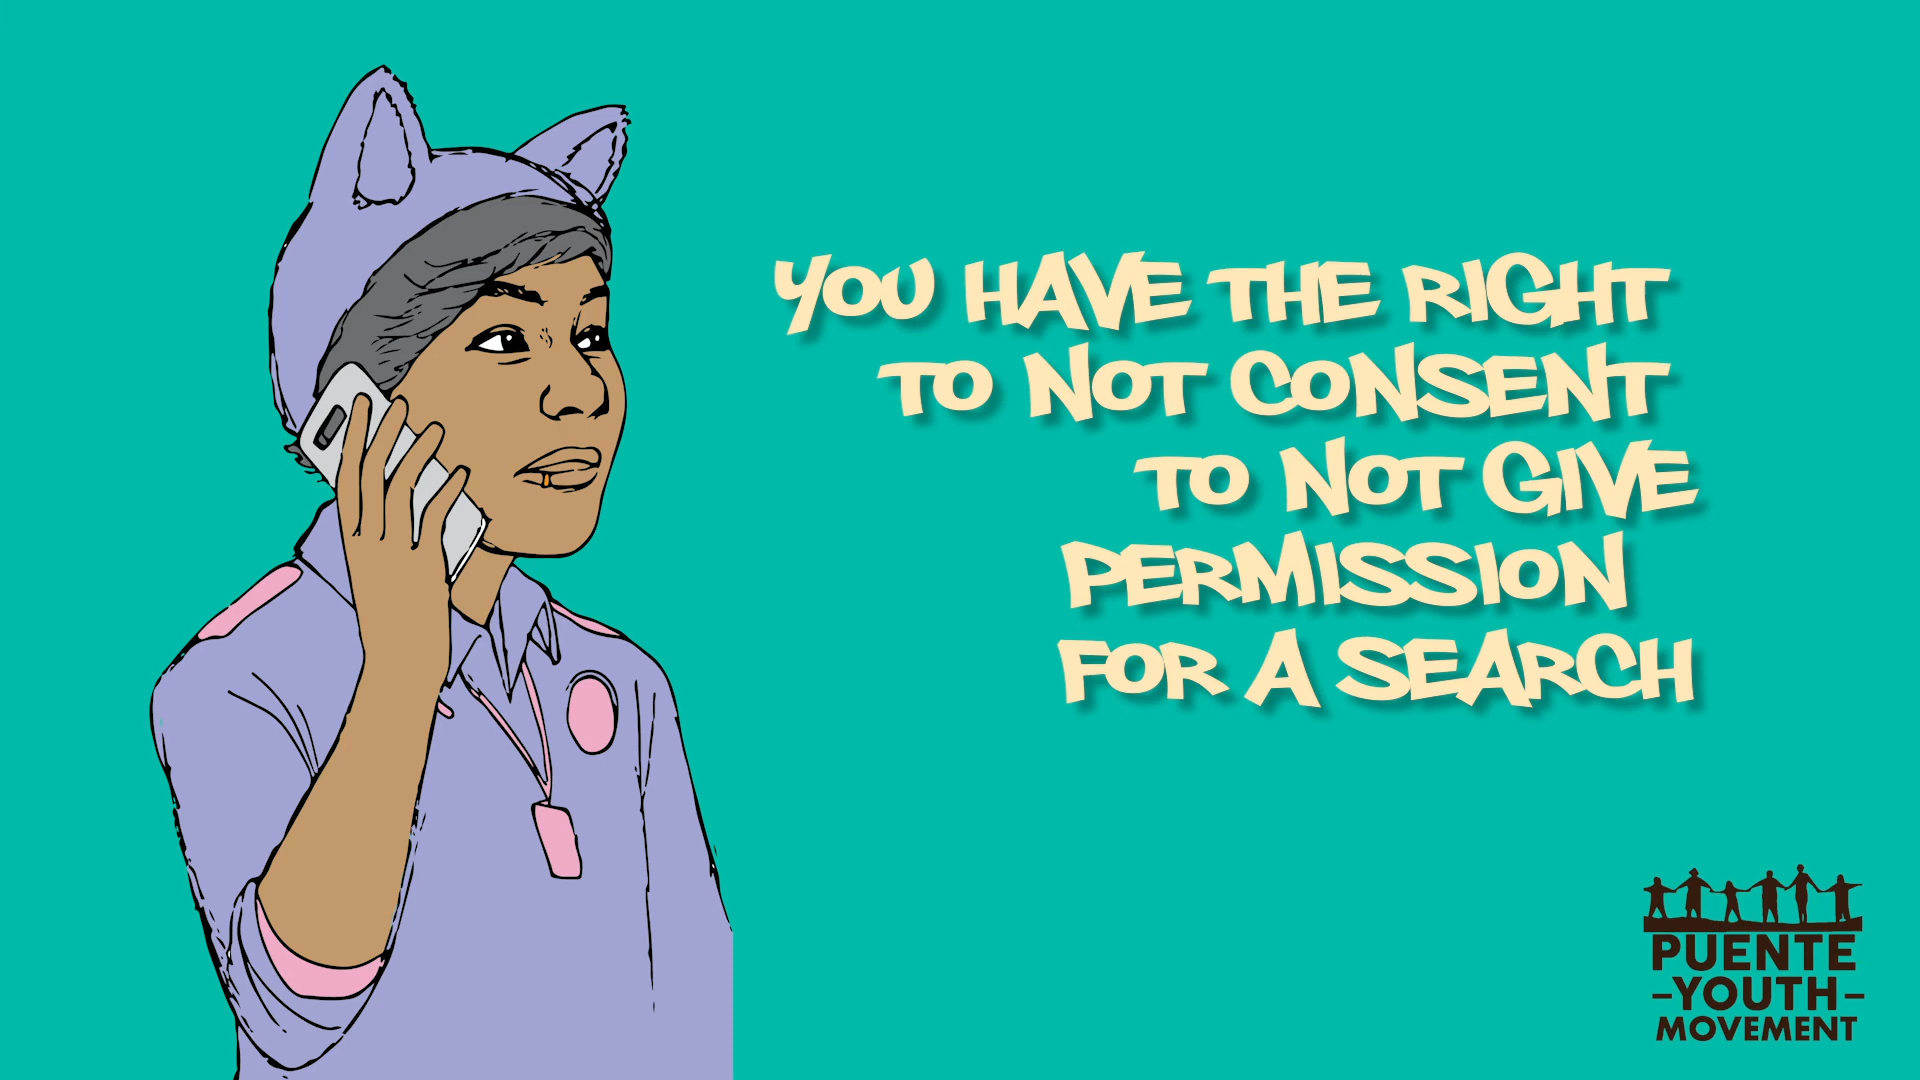 YOU HAVE THE RIGHT
TO NOT CONSENT
TO NOT GIVE
PERMISSION
FOR A SEARCH
PUENTE
-YOUTH-
MOVEMENT